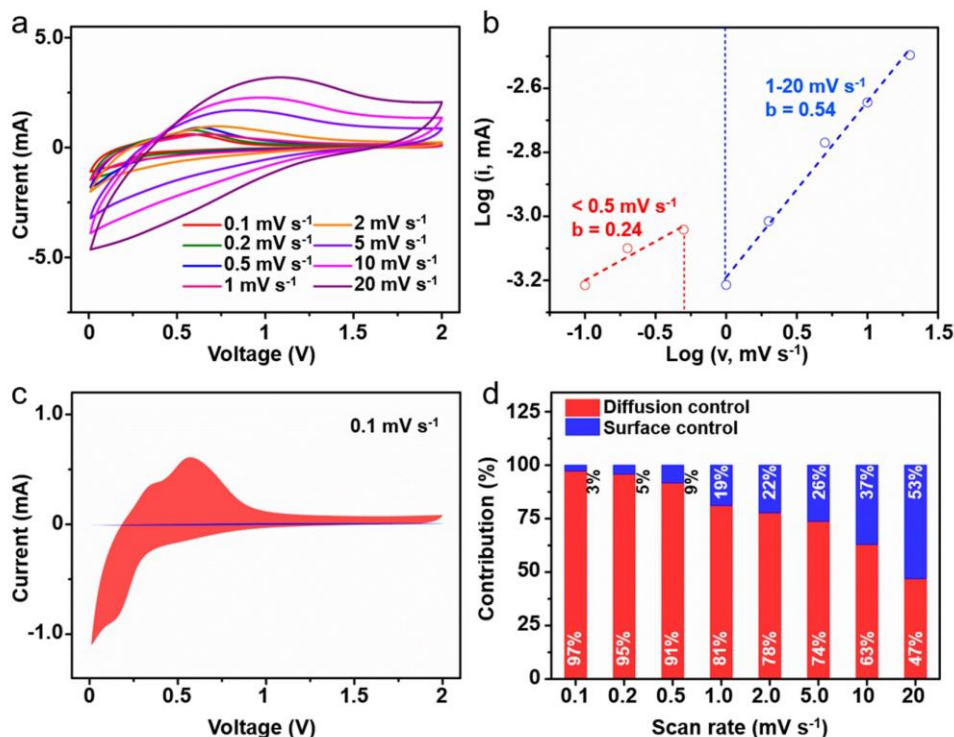 a
5.0
0
-5.0
Current (mA)
0.1 mV s⁻¹
0.2 mV s⁻¹
0.5 mV s⁻¹
1 mV s⁻¹
2 mV s⁻¹
5 mV s⁻¹
10 mV s⁻¹
20 mV s⁻¹
0 0.5 1 1.5 2
Voltage (V)
b
-2.6
-2.8
-3.0
-3.2
Log (i, mA)
1-20 mV s⁻¹
b = 0.54
< 0.5 mV s⁻¹
b = 0.24
-1.0 -0.5 0 0.5 1.0 1.5
Log (v, mV s⁻¹)
c
1.0
0
-1.0
Current (mA)
0.1 mV s⁻¹
0 0.5 1 1.5 2
Voltage (V)
d
125
100
75
50
25
0
Contribution (%)
Diffusion control
Surface control
3% 5% 9% 19% 22% 26% 37% 53%
97% 95% 91% 81% 78% 74% 63% 47%
0.1 0.2 0.5 1.0 2.0 5.0 10 20
Scan rate (mV s⁻¹)